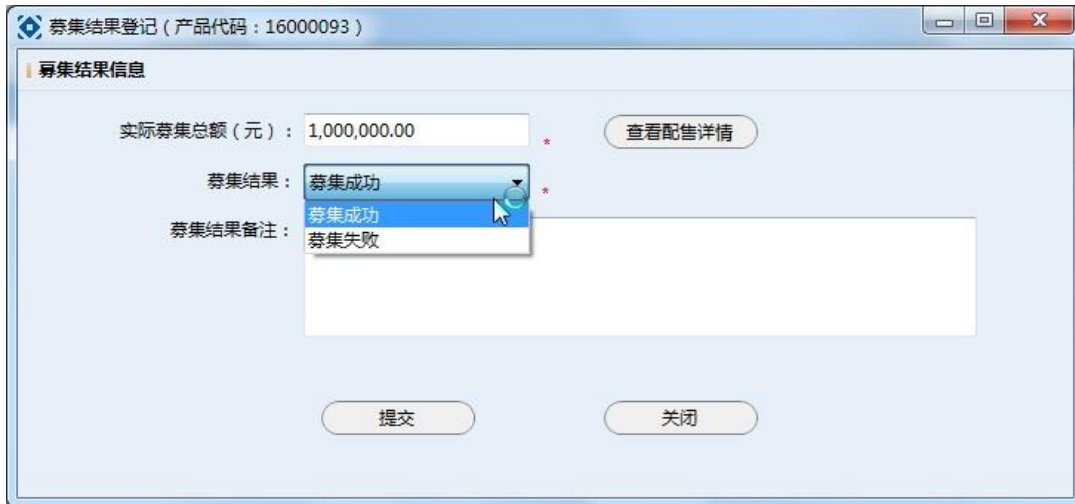 募集结果登记（产品代码：16000093）
募集结果信息
实际募集总额（元）： 1,000,000.00 * 查看配售详情
募集结果： 募集成功 *
募集成功
募集结果备注：
募集失败
提交 关闭